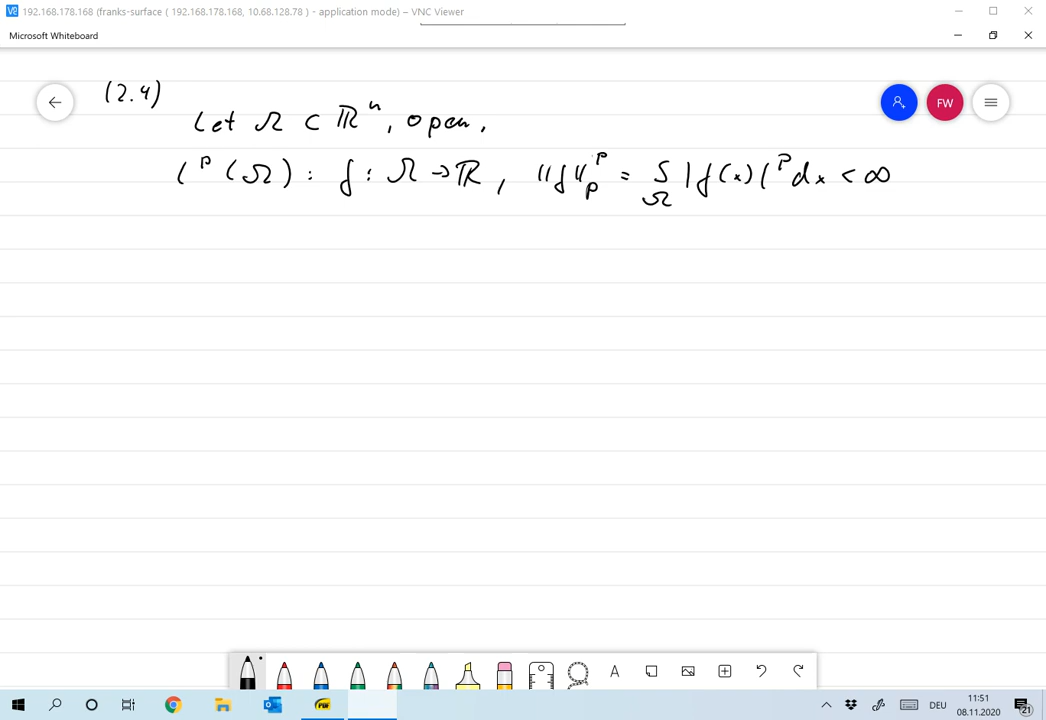 192.168.178.168 (franks-surface ( 192.168.178.168, 10.68.128.78 ) - application mode) – VNC Viewer
Microsoft Whiteboard
(2.4)
FW
Let Ω ⊂ ℝⁿ, open,
Lᵖ(Ω) : f : Ω → ℝ, ‖f‖ₚᵖ = ∫_Ω |f(x)|ᵖ dx < ∞
A
11:51
DEU
08.11.2020
21